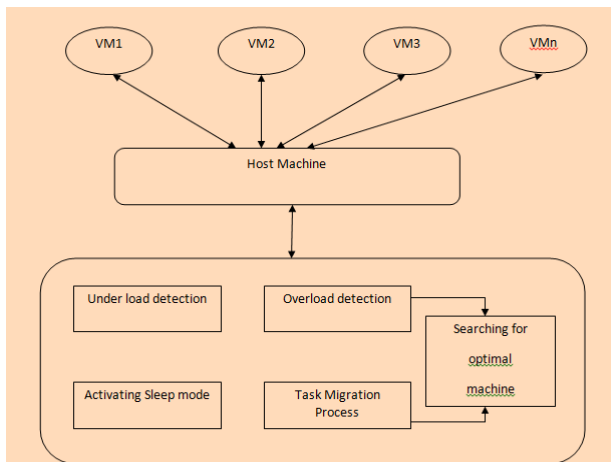 VM1
VM2
VM3
VMn
Host Machine
Under load detection
Overload detection
Searching for
optimal
machine
Activating Sleep mode
Task Migration
Process